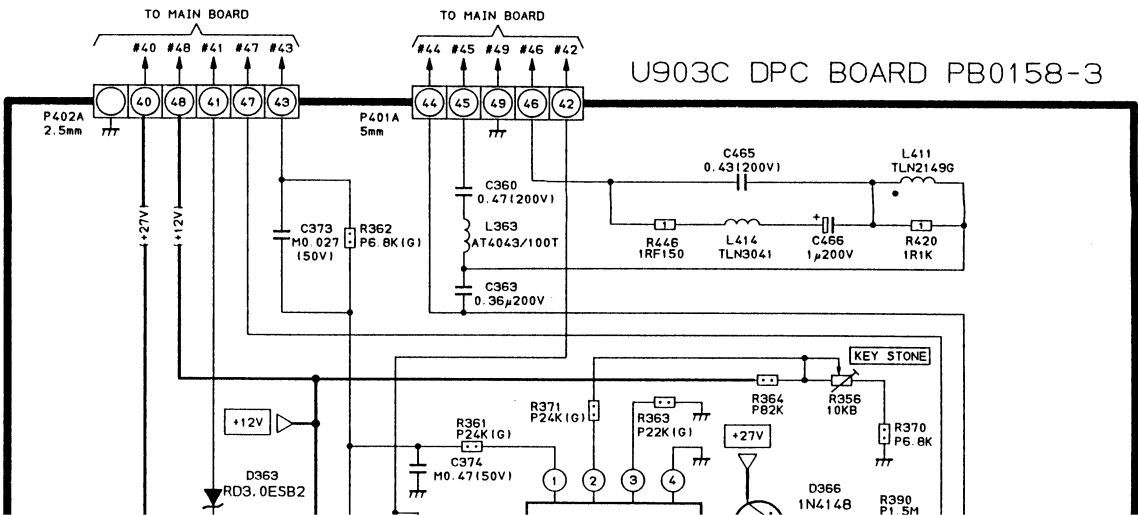 TO MAIN BOARD
TO MAIN BOARD
#40 #48 #41 #47 #43
#44 #45 #49 #46 #42
U903C DPC BOARD PB0158-3
40 48 41 47 43
44 45 49 46 42
P402A
2.5mm
P401A
5mm
C465
0.43(200V)
L411
TLN2149G
C360
0.47(200V)
+27V
+12V
C373
M0.027
(50V)
R362
P6.8K(G)
L363
AT4043/100T
R446
1RF150
L414
TLN3041
+
C466
1µ200V
R420
1R1K
C363
0.36µ200V
KEY STONE
R364
P82K
R356
10KB
R371
P24K(G)
R363
P22K(G)
+12V
R361
P24K(G)
+27V
R370
P6.8K
C374
M0.47(50V)
1 2 3 4
D363
RD3.0ESB2
D366
1N4148
R390
P1.5M